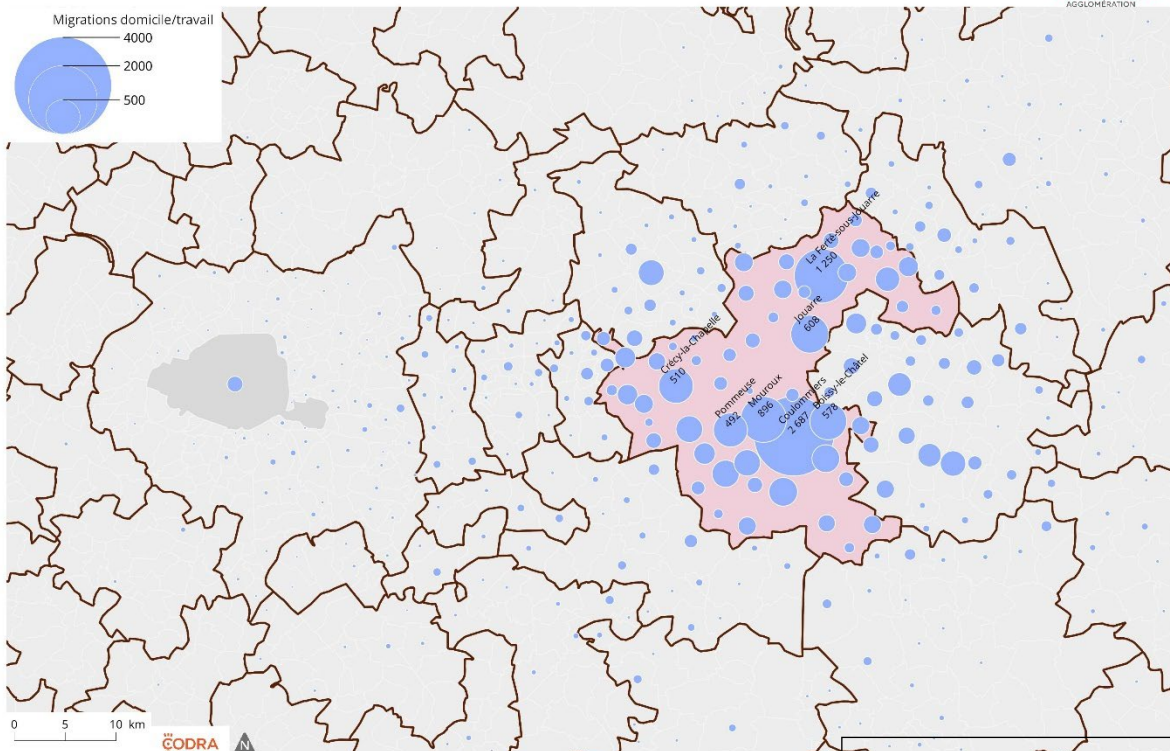 AGGLOMÉRATION
Migrations domicile/travail
4000
2000
500
La Ferté-sous-Jouarre
1 250
Jouarre
608
Crécy-la-Chapelle
510
Pommeuse
492
Mouroux
896
Coulommiers
2 687
Boissy-le-Châtel
578
0 5 10 km
CODRA
N